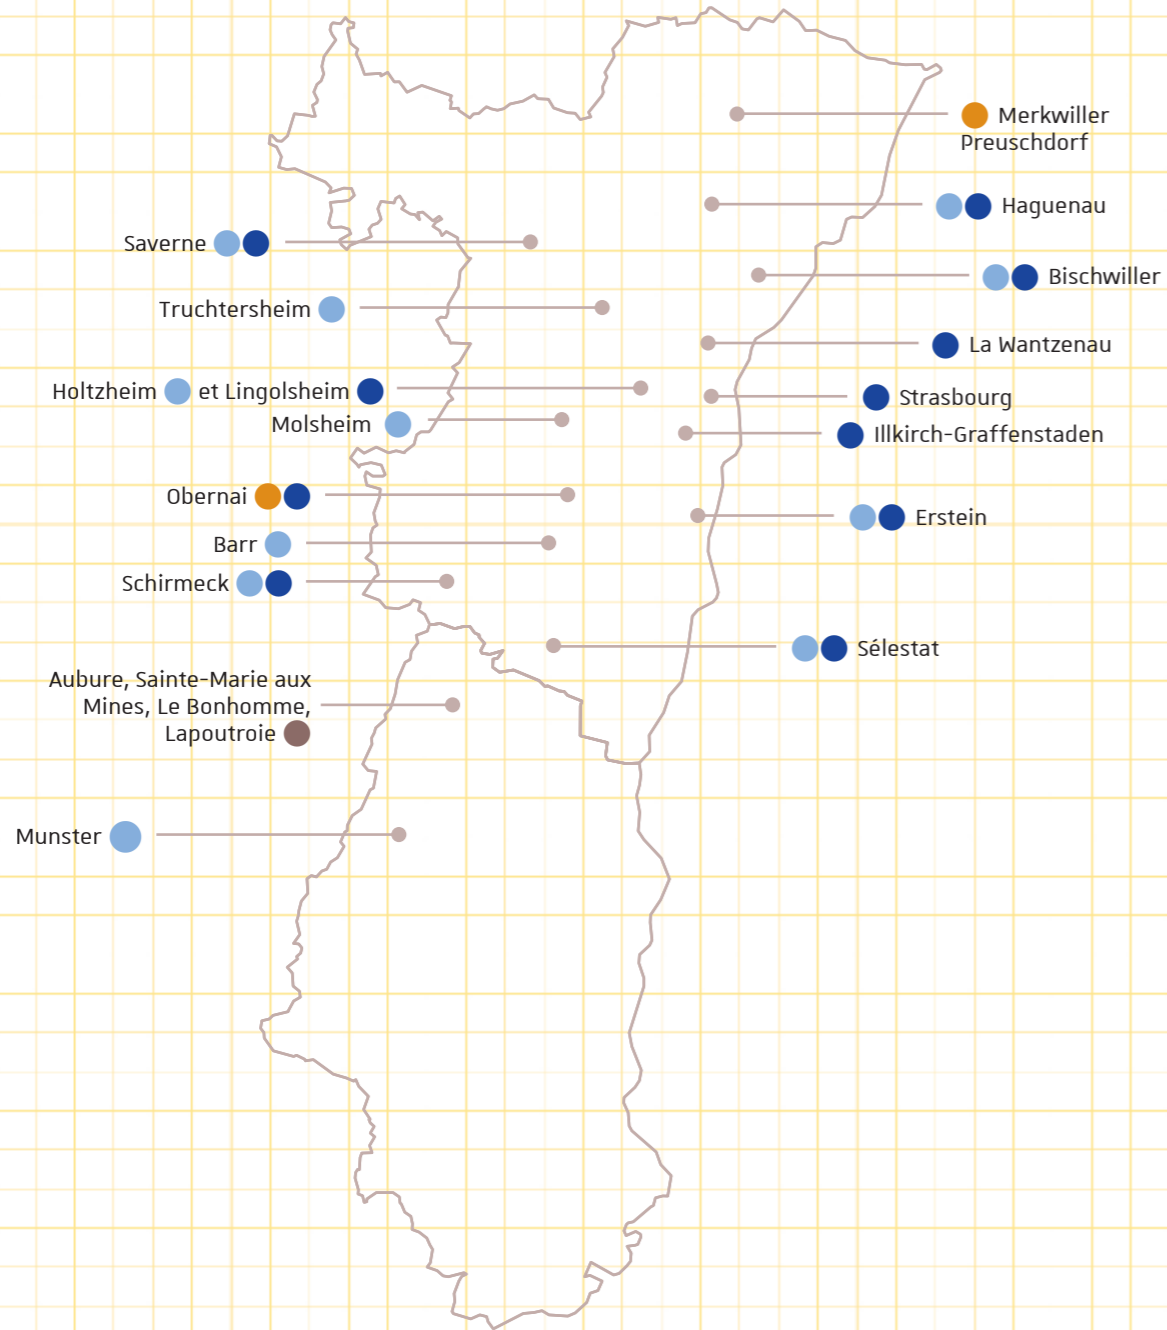 Merkwiller
Preuschdorf
Haguenau
Saverne
Bischwiller
Truchtersheim
La Wantzenau
Holtzheim et Lingolsheim
Strasbourg
Molsheim
Illkirch-Graffenstaden
Obernai
Erstein
Barr
Schirmeck
Sélestat
Aubure, Sainte-Marie aux
Mines, Le Bonhomme,
Lapoutroie
Munster